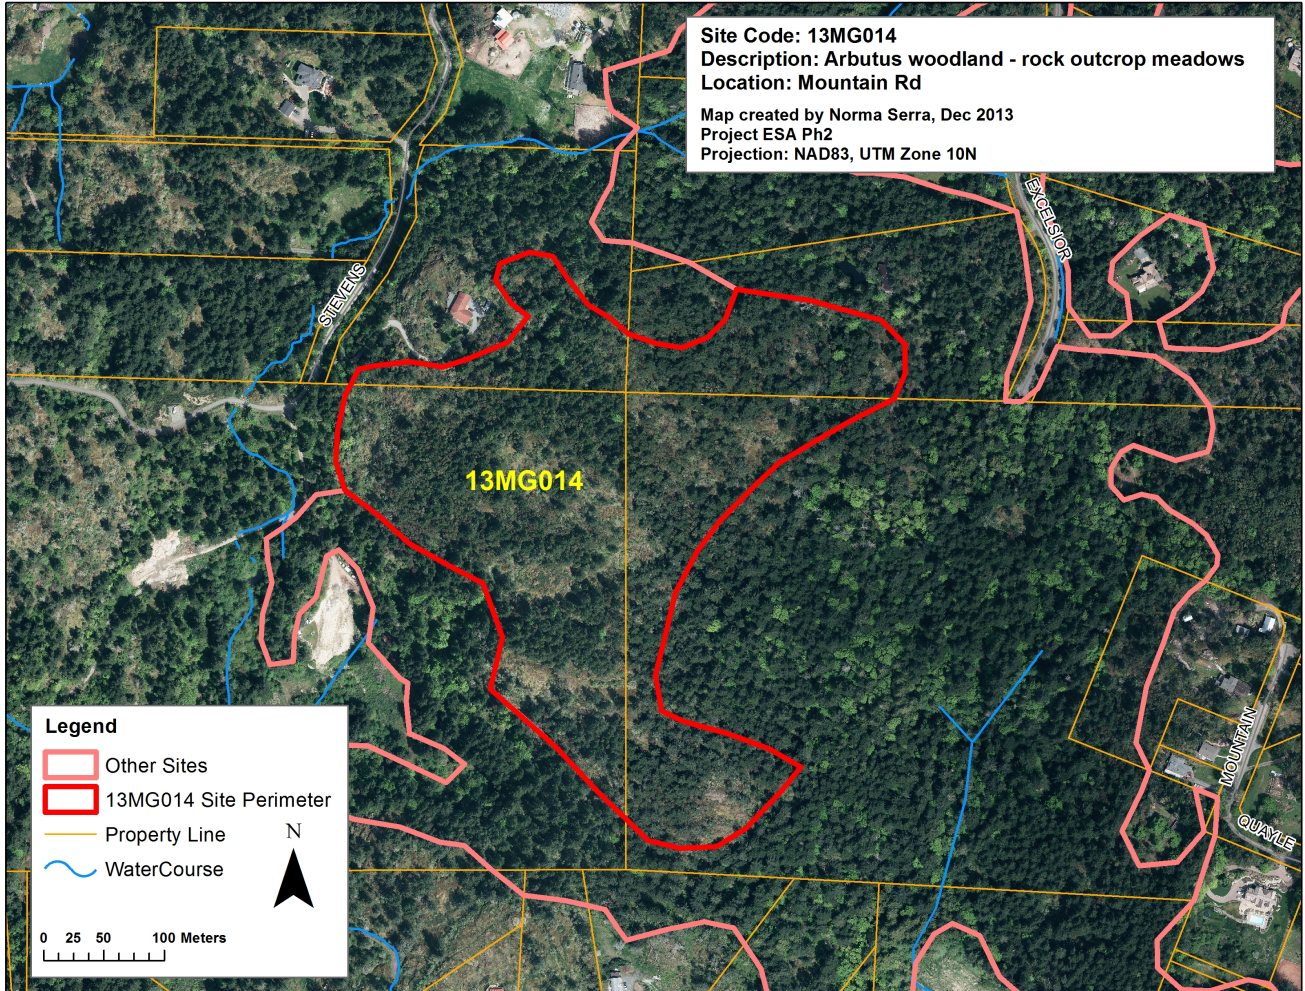 Site Code: 13MG014
Description: Arbutus woodland - rock outcrop meadows
Location: Mountain Rd
Map created by Norma Serra, Dec 2013
Project ESA Ph2
Projection: NAD83, UTM Zone 10N
EXCELSIOR
STEVENS
13MG014
MOUNTAIN
QUAYLE
Legend
Other Sites
13MG014 Site Perimeter
Property Line
WaterCourse
N
0 25 50 100 Meters